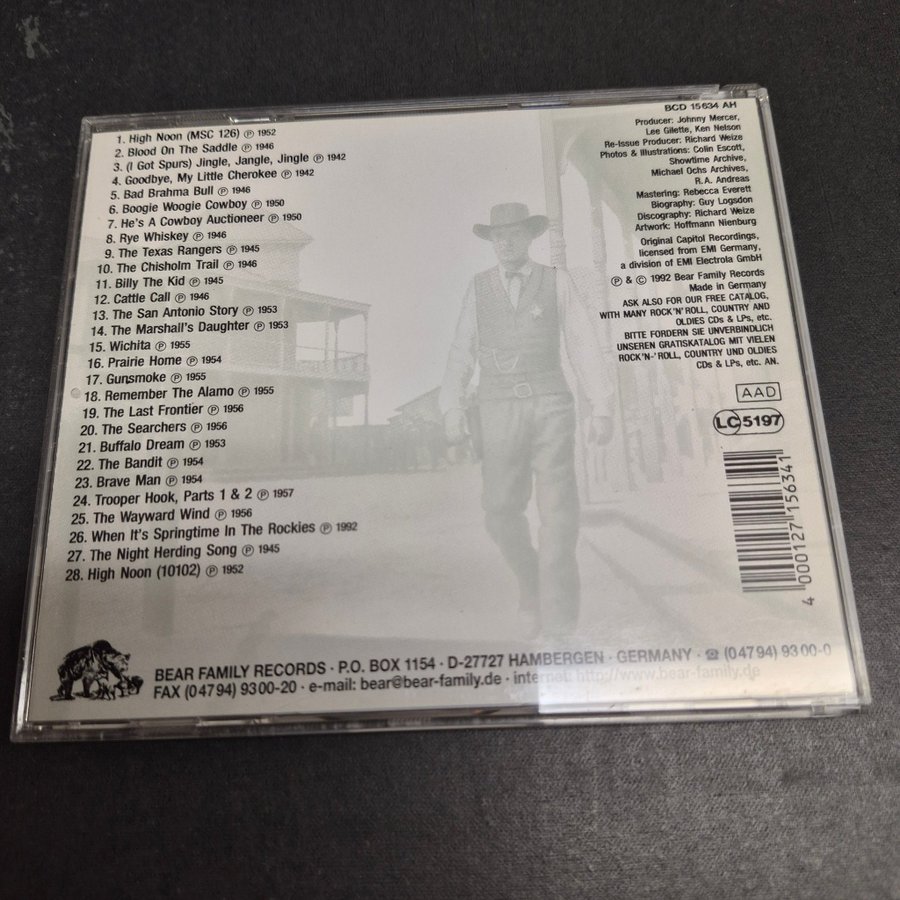 1. High Noon (MSC 126) ℗ 1952
2. Blood On The Saddle ℗ 1946
3. (I Got Spurs) Jingle, Jangle, Jingle ℗ 1942
4. Goodbye, My Little Cherokee ℗ 1942
5. Bad Brahma Bull ℗ 1946
6. Boogie Woogie Cowboy ℗ 1950
7. He's A Cowboy Auctioneer ℗ 1950
8. Rye Whiskey ℗ 1946
9. The Texas Rangers ℗ 1945
10. The Chisholm Trail ℗ 1946
11. Billy The Kid ℗ 1945
12. Cattle Call ℗ 1946
13. The San Antonio Story ℗ 1953
14. The Marshall's Daughter ℗ 1953
15. Wichita ℗ 1955
16. Prairie Home ℗ 1954
17. Gunsmoke ℗ 1955
18. Remember The Alamo ℗ 1955
19. The Last Frontier ℗ 1956
20. The Searchers ℗ 1956
21. Buffalo Dream ℗ 1953
22. The Bandit ℗ 1954
23. Brave Man ℗ 1954
24. Trooper Hook, Parts 1 & 2 ℗ 1957
25. The Wayward Wind ℗ 1956
26. When It's Springtime In The Rockies ℗ 1992
27. The Night Herding Song ℗ 1945
28. High Noon (10102) ℗ 1952
BCD 15634 AH
Producer: Johnny Mercer,
Lee Gilette, Ken Nelson
Re-Issue Producer: Richard Weize
Photos & Illustrations: Colin Escott,
Showtime Archive,
Michael Ochs Archives,
R.A. Andreas
Mastering: Rebecca Everett
Biography: Guy Logsdon
Discography: Richard Weize
Artwork: Hoffmann Nienburg
Original Capitol Recordings,
licensed from EMI Germany,
a division of EMI Electrola GmbH
℗ & © 1992 Bear Family Records
Made in Germany
ASK ALSO FOR OUR FREE CATALOG,
WITH MANY ROCK'N'ROLL, COUNTRY AND
OLDIES CDs & LPs, etc.
BITTE FORDERN SIE UNVERBINDLICH
UNSEREN GRATISKATALOG MIT VIELEN
ROCK'N-'ROLL, COUNTRY UND OLDIES
CDs & LPs, etc. AN.
AAD
LC 5197
4 000127 156341
BEAR FAMILY RECORDS · P.O. BOX 1154 · D-27727 HAMBERGEN · GERMANY · ☎ (0 47 94) 93 00-0
FAX (0 47 94) 93 00-20 · e-mail: bear@bear-family.de · internet: http://www.bear-family.de